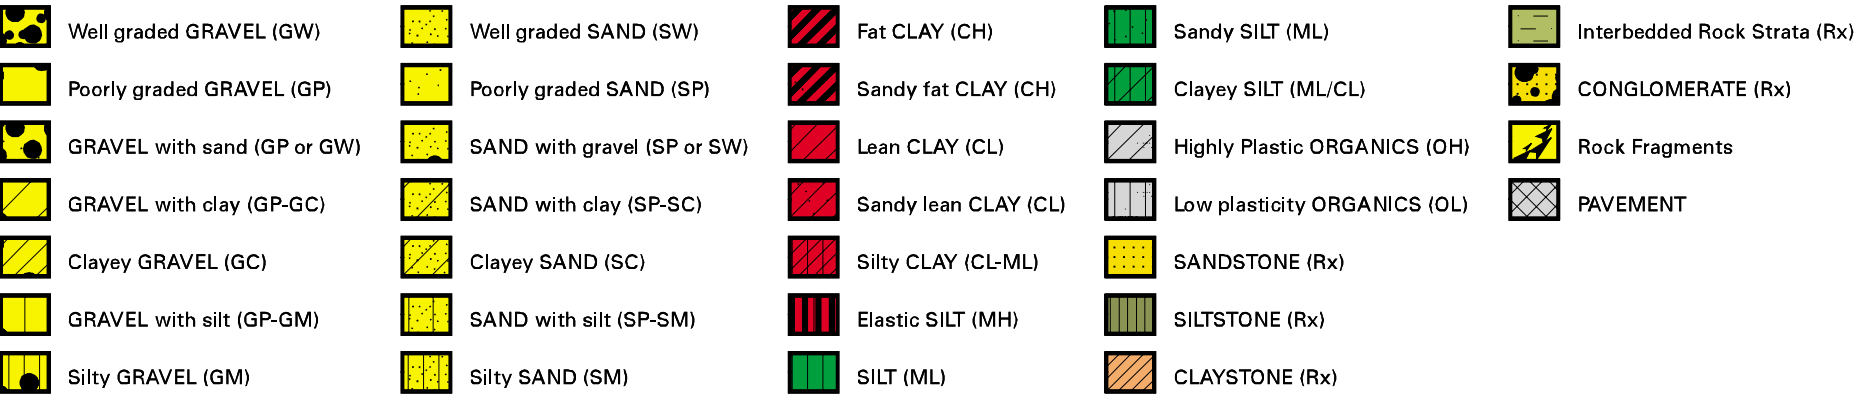 Well graded GRAVEL (GW)
Poorly graded GRAVEL (GP)
GRAVEL with sand (GP or GW)
GRAVEL with clay (GP-GC)
Clayey GRAVEL (GC)
GRAVEL with silt (GP-GM)
Silty GRAVEL (GM)
Well graded SAND (SW)
Poorly graded SAND (SP)
SAND with gravel (SP or SW)
SAND with clay (SP-SC)
Clayey SAND (SC)
SAND with silt (SP-SM)
Silty SAND (SM)
Fat CLAY (CH)
Sandy fat CLAY (CH)
Lean CLAY (CL)
Sandy lean CLAY (CL)
Silty CLAY (CL-ML)
Elastic SILT (MH)
SILT (ML)
Sandy SILT (ML)
Clayey SILT (ML/CL)
Highly Plastic ORGANICS (OH)
Low plasticity ORGANICS (OL)
SANDSTONE (Rx)
SILTSTONE (Rx)
CLAYSTONE (Rx)
Interbedded Rock Strata (Rx)
CONGLOMERATE (Rx)
Rock Fragments
PAVEMENT